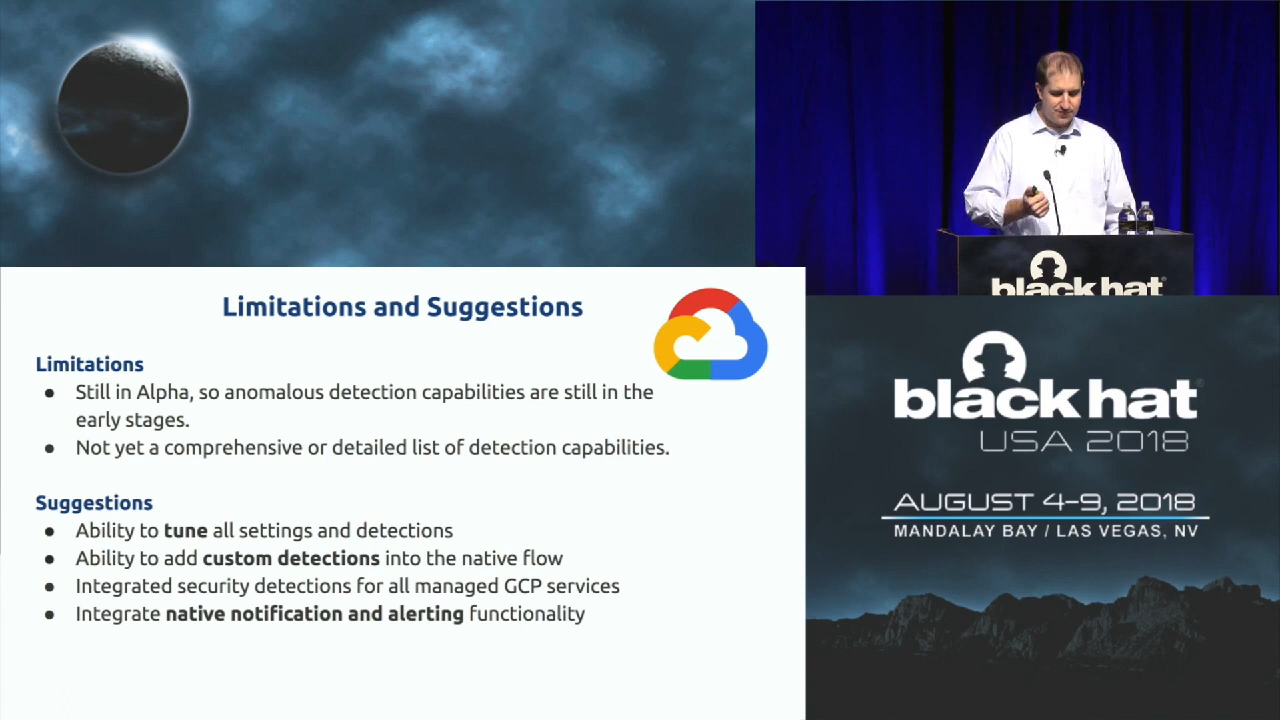 black hat
Limitations and Suggestions
Limitations
● Still in Alpha, so anomalous detection capabilities are still in the
early stages.
● Not yet a comprehensive or detailed list of detection capabilities.
Suggestions
● Ability to tune all settings and detections
● Ability to add custom detections into the native flow
● Integrated security detections for all managed GCP services
● Integrate native notification and alerting functionality
black hat
USA 2018
AUGUST 4-9, 2018
MANDALAY BAY / LAS VEGAS, NV